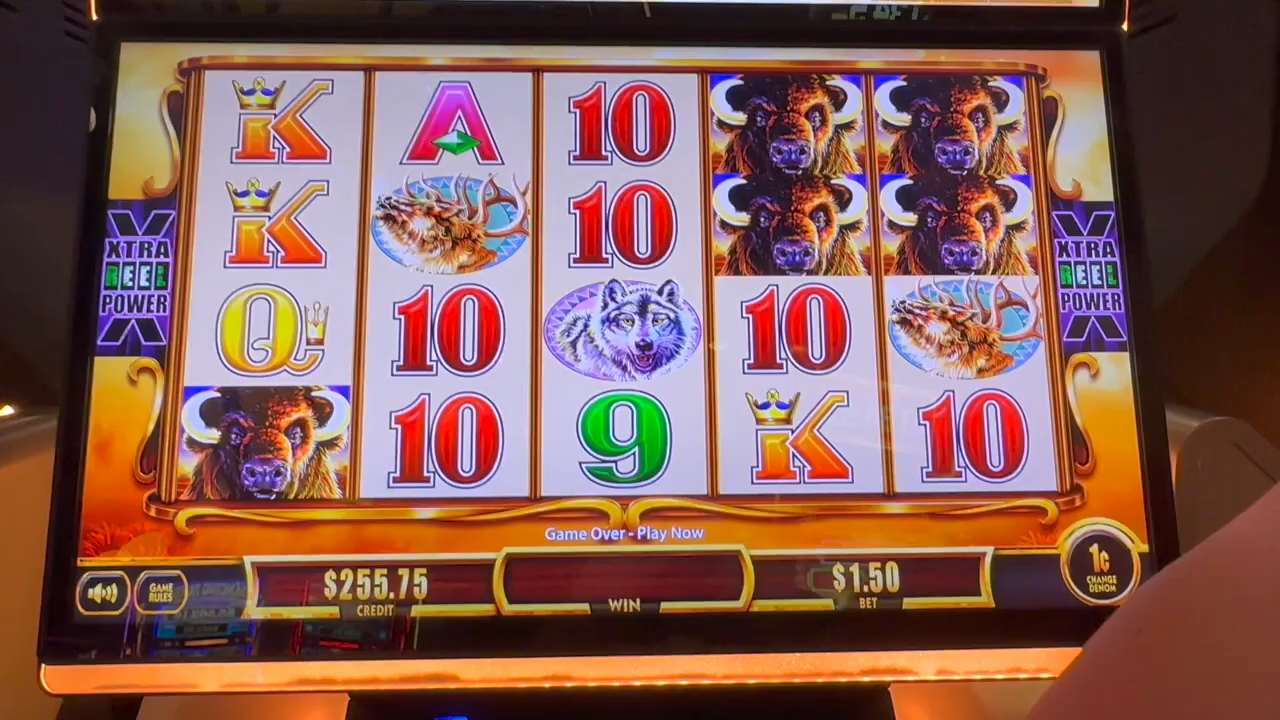 K A 10
K 10
Q 10 10
10 9 K 10
XTRA
REEL
POWER
X
XTRA
REEL
POWER
X
Game Over - Play Now
GAME
RULES
$255.75
CREDIT
WIN
$1.50
BET
1¢
CHANGE
DENOM